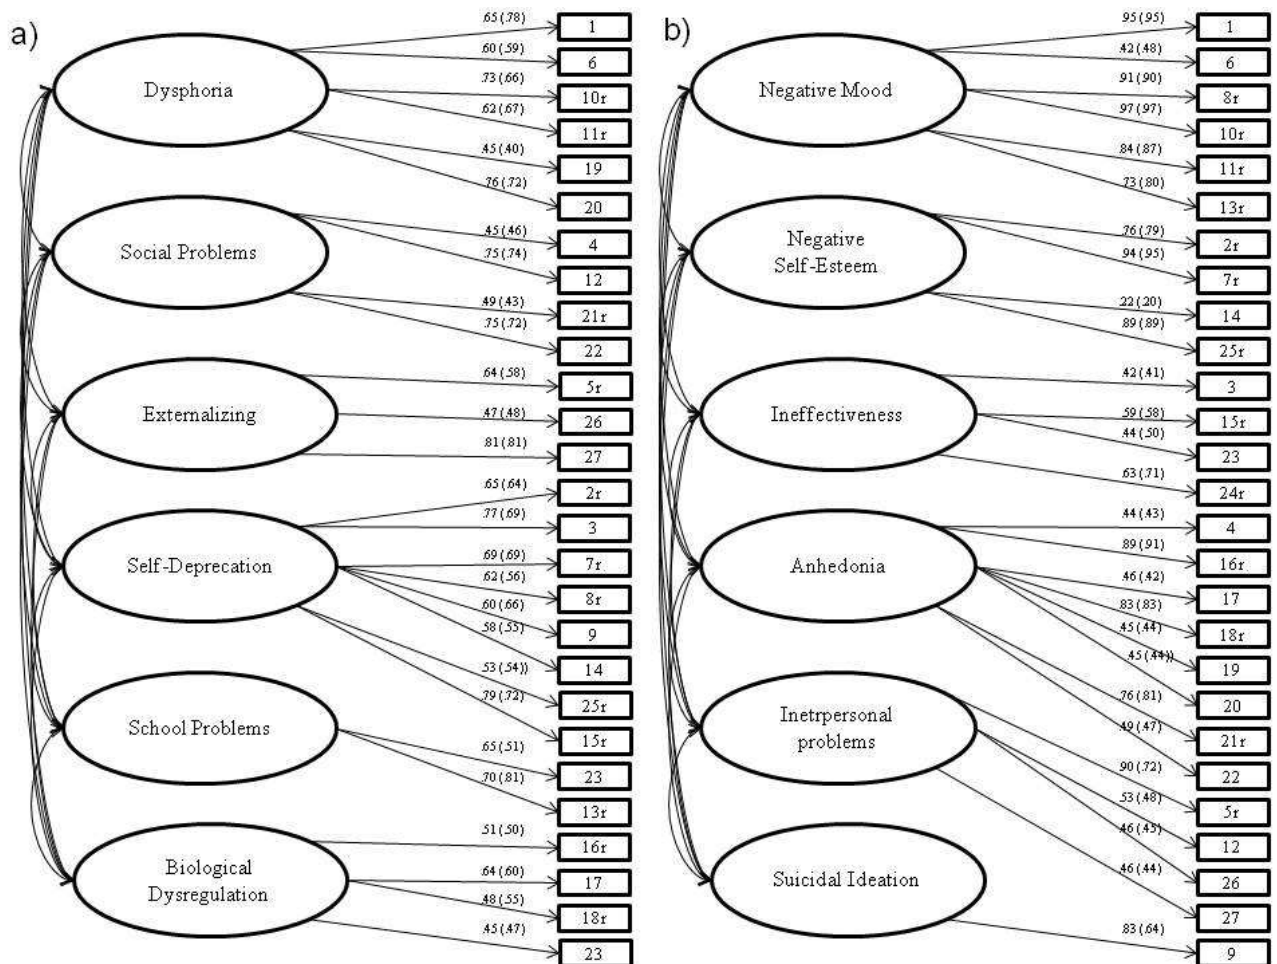 a)
Dysphoria
.65 (.78)
1
.60 (.59)
6
.73 (.66)
10r
.62 (.67)
11r
.45 (.40)
19
.76 (.72)
20
Social Problems
.45 (.46)
4
.75 (.74)
12
.49 (.43)
21r
.75 (.72)
22
Externalizing
.64 (.58)
5r
.47 (.48)
26
.81 (.81)
27
Self-Deprecation
.65 (.64)
2r
.77 (.69)
3
.69 (.69)
7r
.62 (.56)
8r
.60 (.66)
9
.58 (.55)
14
.53 (.54))
25r
.79 (.72)
15r
School Problems
.65 (.51)
23
.70 (.81)
13r
Biological
Dysregulation
.51 (.50)
16r
.64 (.60)
17
.48 (.55)
18r
.45 (.47)
23
b)
Negative Mood
.95 (.95)
1
.42 (.48)
6
.91 (.90)
8r
.97 (.97)
10r
.84 (.87)
11r
.73 (.80)
13r
Negative
Self-Esteem
.76 (.79)
2r
.94 (.95)
7r
.22 (.20)
14
.89 (.89)
25r
Ineffectiveness
.42 (.41)
3
.59 (.58)
15r
.44 (.50)
23
.63 (.71)
24r
Anhedonia
.44 (.43)
4
.89 (.91)
16r
.46 (.42)
17
.83 (.83)
18r
.45 (.44)
19
.45 (.44))
20
.76 (.81)
21r
.49 (.47)
22
Inetrpersonal
problems
.90 (.72)
5r
.53 (.48)
12
.46 (.45)
26
.46 (.44)
27
Suicidal Ideation
.83 (.64)
9